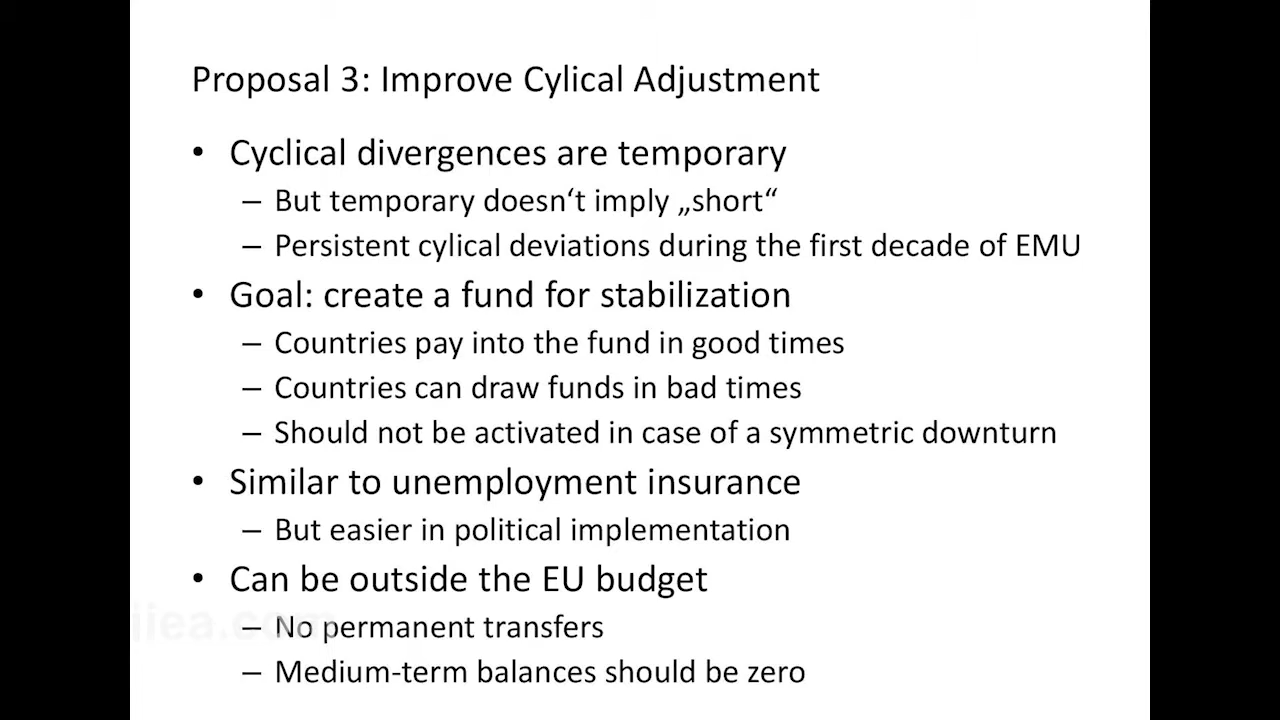 Proposal 3: Improve Cylical Adjustment
• Cyclical divergences are temporary
– But temporary doesn‘t imply „short“
– Persistent cylical deviations during the first decade of EMU
• Goal: create a fund for stabilization
– Countries pay into the fund in good times
– Countries can draw funds in bad times
– Should not be activated in case of a symmetric downturn
• Similar to unemployment insurance
– But easier in political implementation
• Can be outside the EU budget
iiea.com
– No permanent transfers
– Medium-term balances should be zero